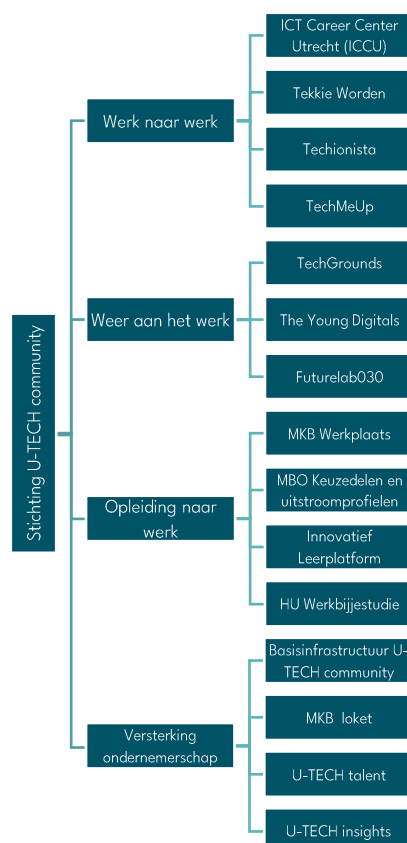 Stichting U-TECH community
Werk naar werk
ICT Career Center
Utrecht (ICCU)
Tekkie Worden
Techionista
TechMeUp
Weer aan het werk
TechGrounds
The Young Digitals
Futurelab030
Opleiding naar
werk
MKB Werkplaats
MBO Keuzedelen en
uitstroomprofielen
Innovatief
Leerplatform
HU Werkbijjestudie
Versterking
ondernemerschap
Basisinfrastructuur U-
TECH community
MKB loket
U-TECH talent
U-TECH insights